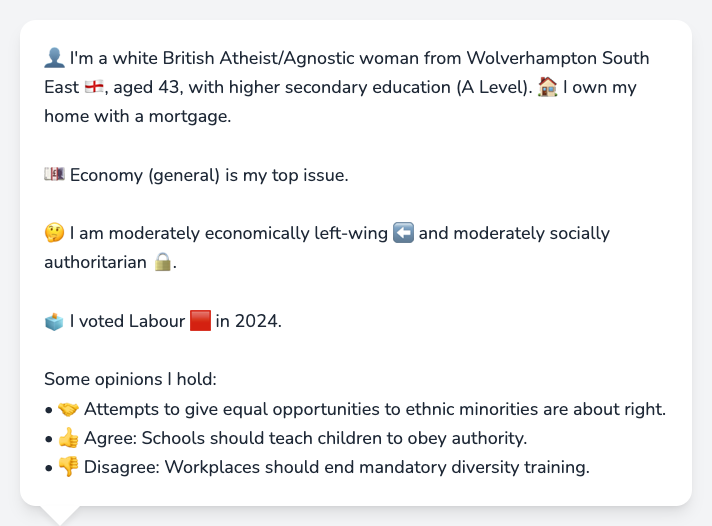 👤 I'm a white British Atheist/Agnostic woman from Wolverhampton South
East 🏴󠁧󠁢󠁥󠁮󠁧󠁿, aged 43, with higher secondary education (A Level). 🏠 I own my
home with a mortgage.
💷 Economy (general) is my top issue.
🤔 I am moderately economically left-wing ⬅️ and moderately socially
authoritarian 🔒.
🗳️ I voted Labour 🟥 in 2024.
Some opinions I hold:
• 🤝 Attempts to give equal opportunities to ethnic minorities are about right.
• 👍 Agree: Schools should teach children to obey authority.
• 👎 Disagree: Workplaces should end mandatory diversity training.